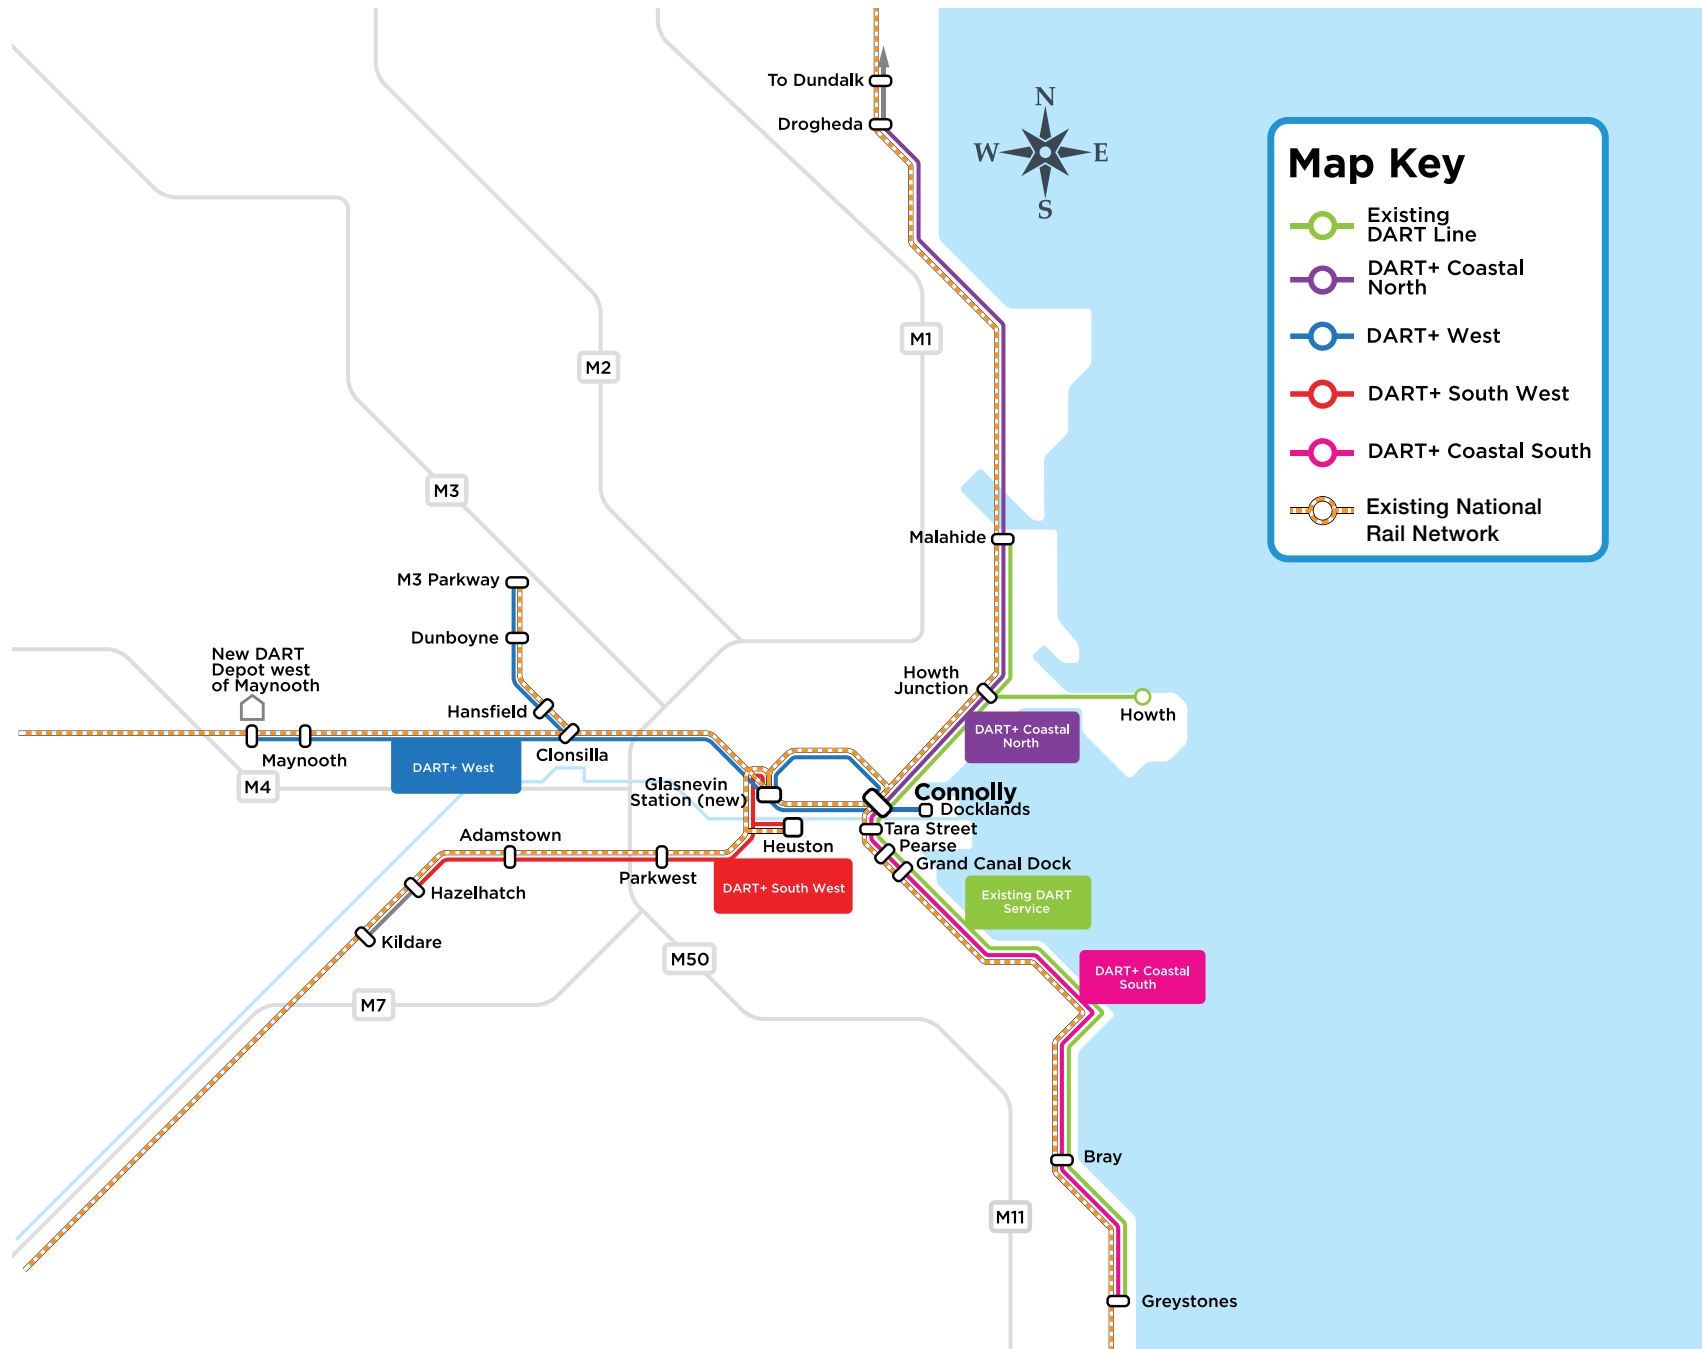 To Dundalk
Drogheda
N
W
E
S
Map Key
Existing
DART Line
DART+ Coastal
North
DART+ West
DART+ South West
DART+ Coastal South
Existing National
Rail Network
M1
M2
M3
Malahide
M3 Parkway
Dunboyne
New DART
Depot west
of Maynooth
Howth
Junction
Hansfield
Howth
DART+ Coastal
North
Maynooth
Clonsilla
DART+ West
M4
Glasnevin
Station (new)
Connolly
Docklands
Tara Street
Pearse
Grand Canal Dock
Adamstown
Heuston
Parkwest
DART+ South West
Hazelhatch
Existing DART
Service
Kildare
M50
DART+ Coastal
South
M7
Bray
M11
Greystones